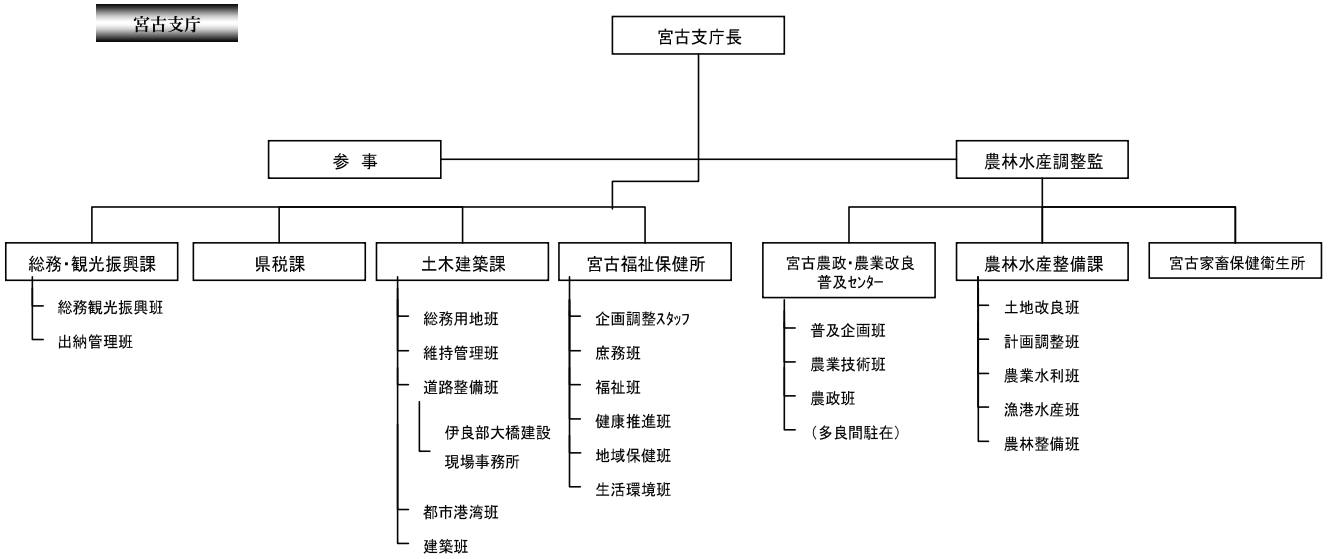 宮古支庁
宮古支庁長
参 事
農林水産調整監
総務・観光振興課
総務観光振興班
出納管理班
県税課
土木建築課
総務用地班
維持管理班
道路整備班
伊良部大橋建設
現場事務所
都市港湾班
建築班
宮古福祉保健所
企画調整ｽﾀｯﾌ
庶務班
福祉班
健康推進班
地域保健班
生活環境班
宮古農政・農業改良
普及ｾﾝﾀｰ
普及企画班
農業技術班
農政班
（多良間駐在）
農林水産整備課
土地改良班
計画調整班
農業水利班
漁港水産班
農林整備班
宮古家畜保健衛生所